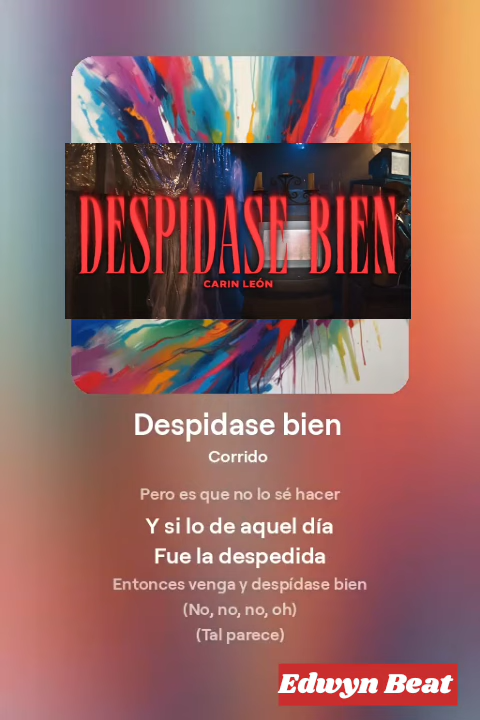 DESPIDASE BIEN
CARIN LEÓN
Despidase bien
Corrido
Pero es que no lo sé hacer
Y si lo de aquel día
Fue la despedida
Entonces venga y despídase bien
(No, no, no, oh)
(Tal parece)
Edwyn Beat